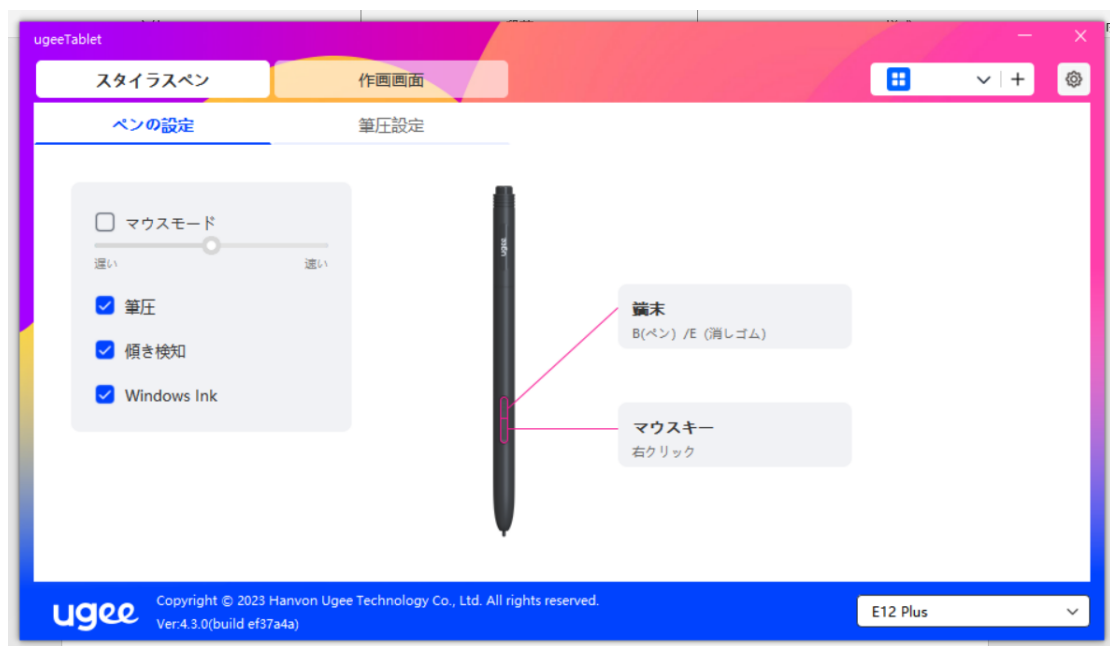 ugeeTablet
スタイラスペン
作画画面
ペンの設定
筆圧設定
マウスモード
遅い
速い
筆圧
傾き検知
Windows Ink
ugee
端末
B(ペン) /E (消しゴム)
マウスキー
右クリック
ugee
Copyright © 2023 Hanvon Ugee Technology Co., Ltd. All rights reserved.
Ver:4.3.0(build ef37a4a)
E12 Plus